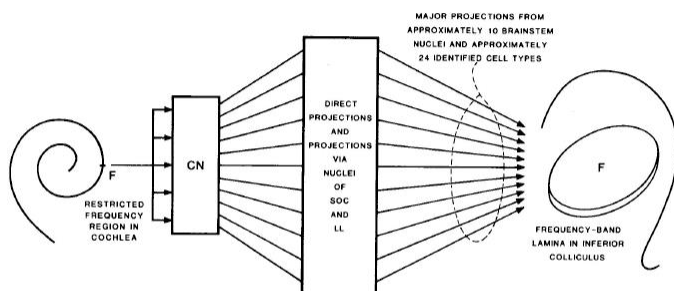 MAJOR PROJECTIONS FROM
APPROXIMATELY 10 BRAINSTEM
NUCLEI AND APPROXIMATELY
24 IDENTIFIED CELL TYPES
F
RESTRICTED
FREQUENCY
REGION IN
COCHLEA
CN
DIRECT
PROJECTIONS
AND
PROJECTIONS
VIA
NUCLEI
OF
SOC
AND
LL
F
FREQUENCY-BAND
LAMINA IN INFERIOR
COLLICULUS